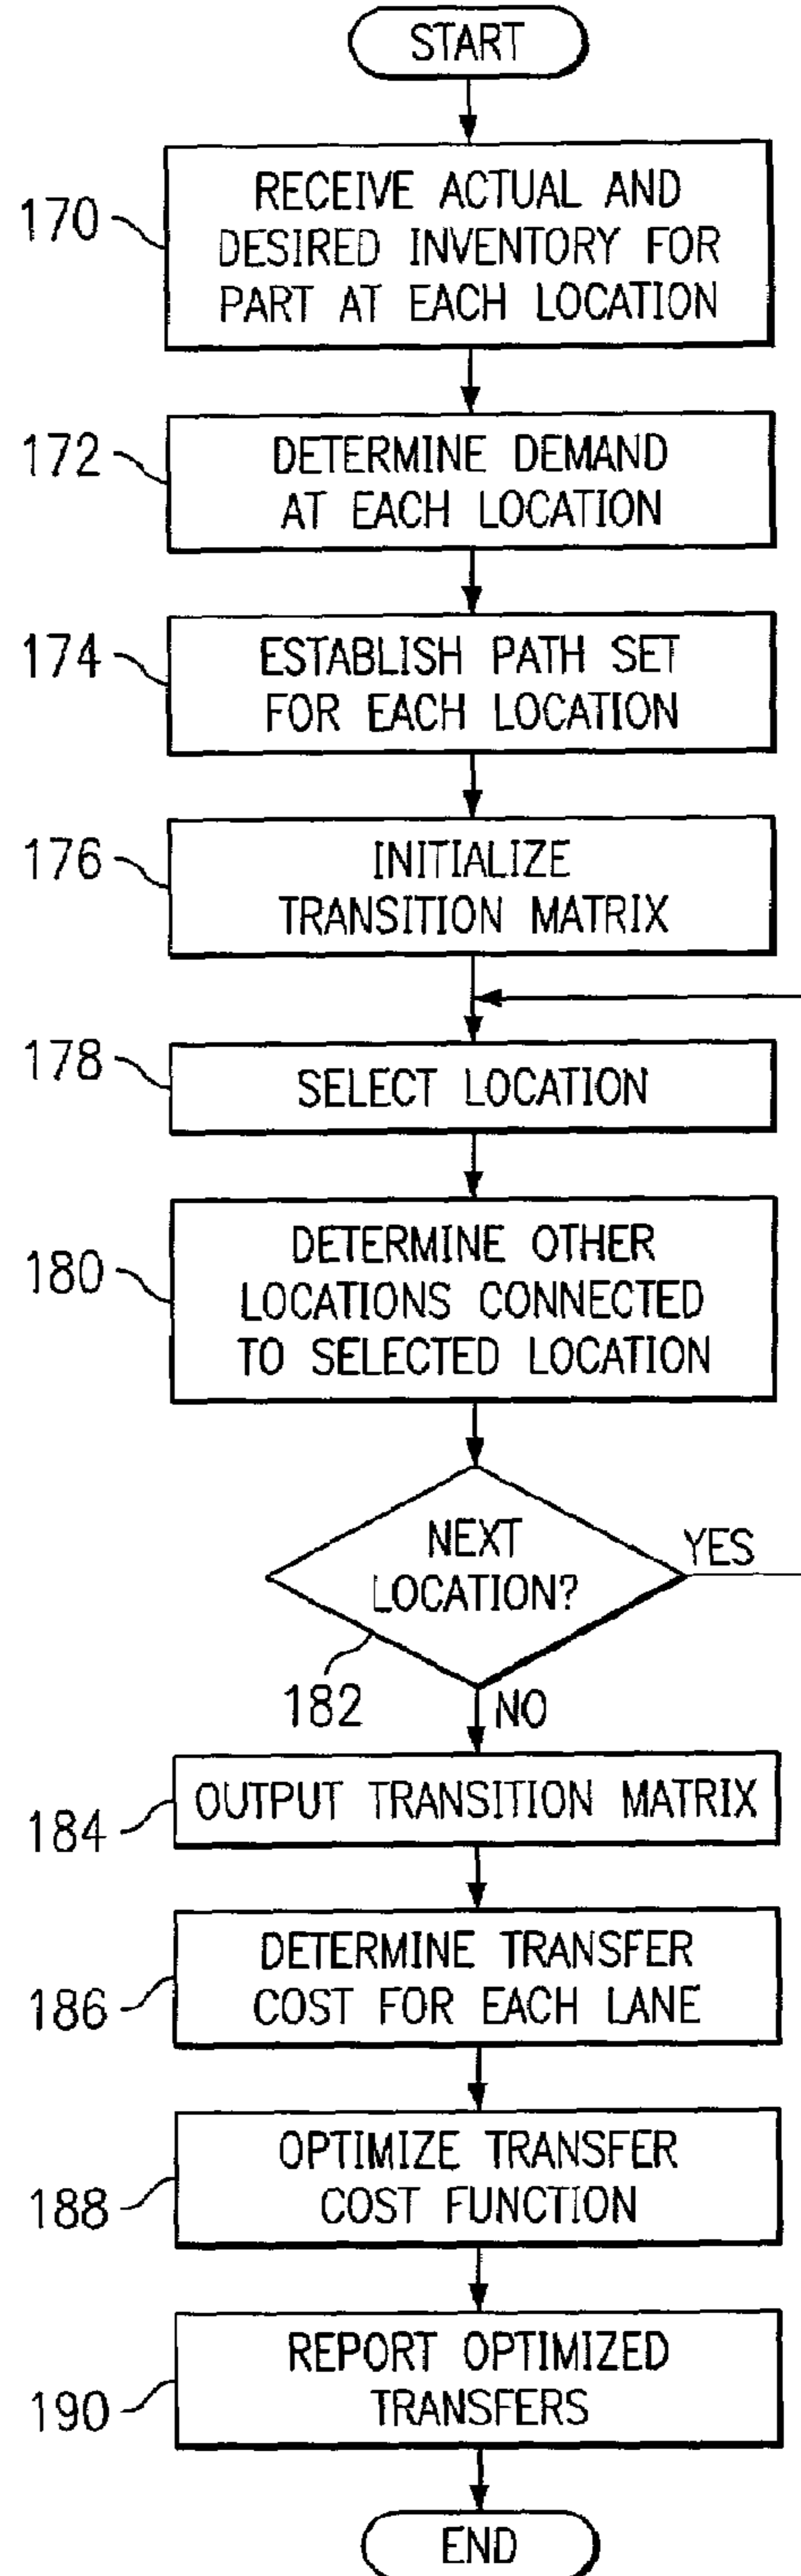 START
170
RECEIVE ACTUAL AND
DESIRED INVENTORY FOR
PART AT EACH LOCATION
172
DETERMINE DEMAND
AT EACH LOCATION
174
ESTABLISH PATH SET
FOR EACH LOCATION
176
INITIALIZE
TRANSITION MATRIX
178
SELECT LOCATION
180
DETERMINE OTHER
LOCATIONS CONNECTED
TO SELECTED LOCATION
NEXT
LOCATION?
YES
182
NO
184
OUTPUT TRANSITION MATRIX
186
DETERMINE TRANSFER
COST FOR EACH LANE
188
OPTIMIZE TRANSFER
COST FUNCTION
190
REPORT OPTIMIZED
TRANSFERS
END